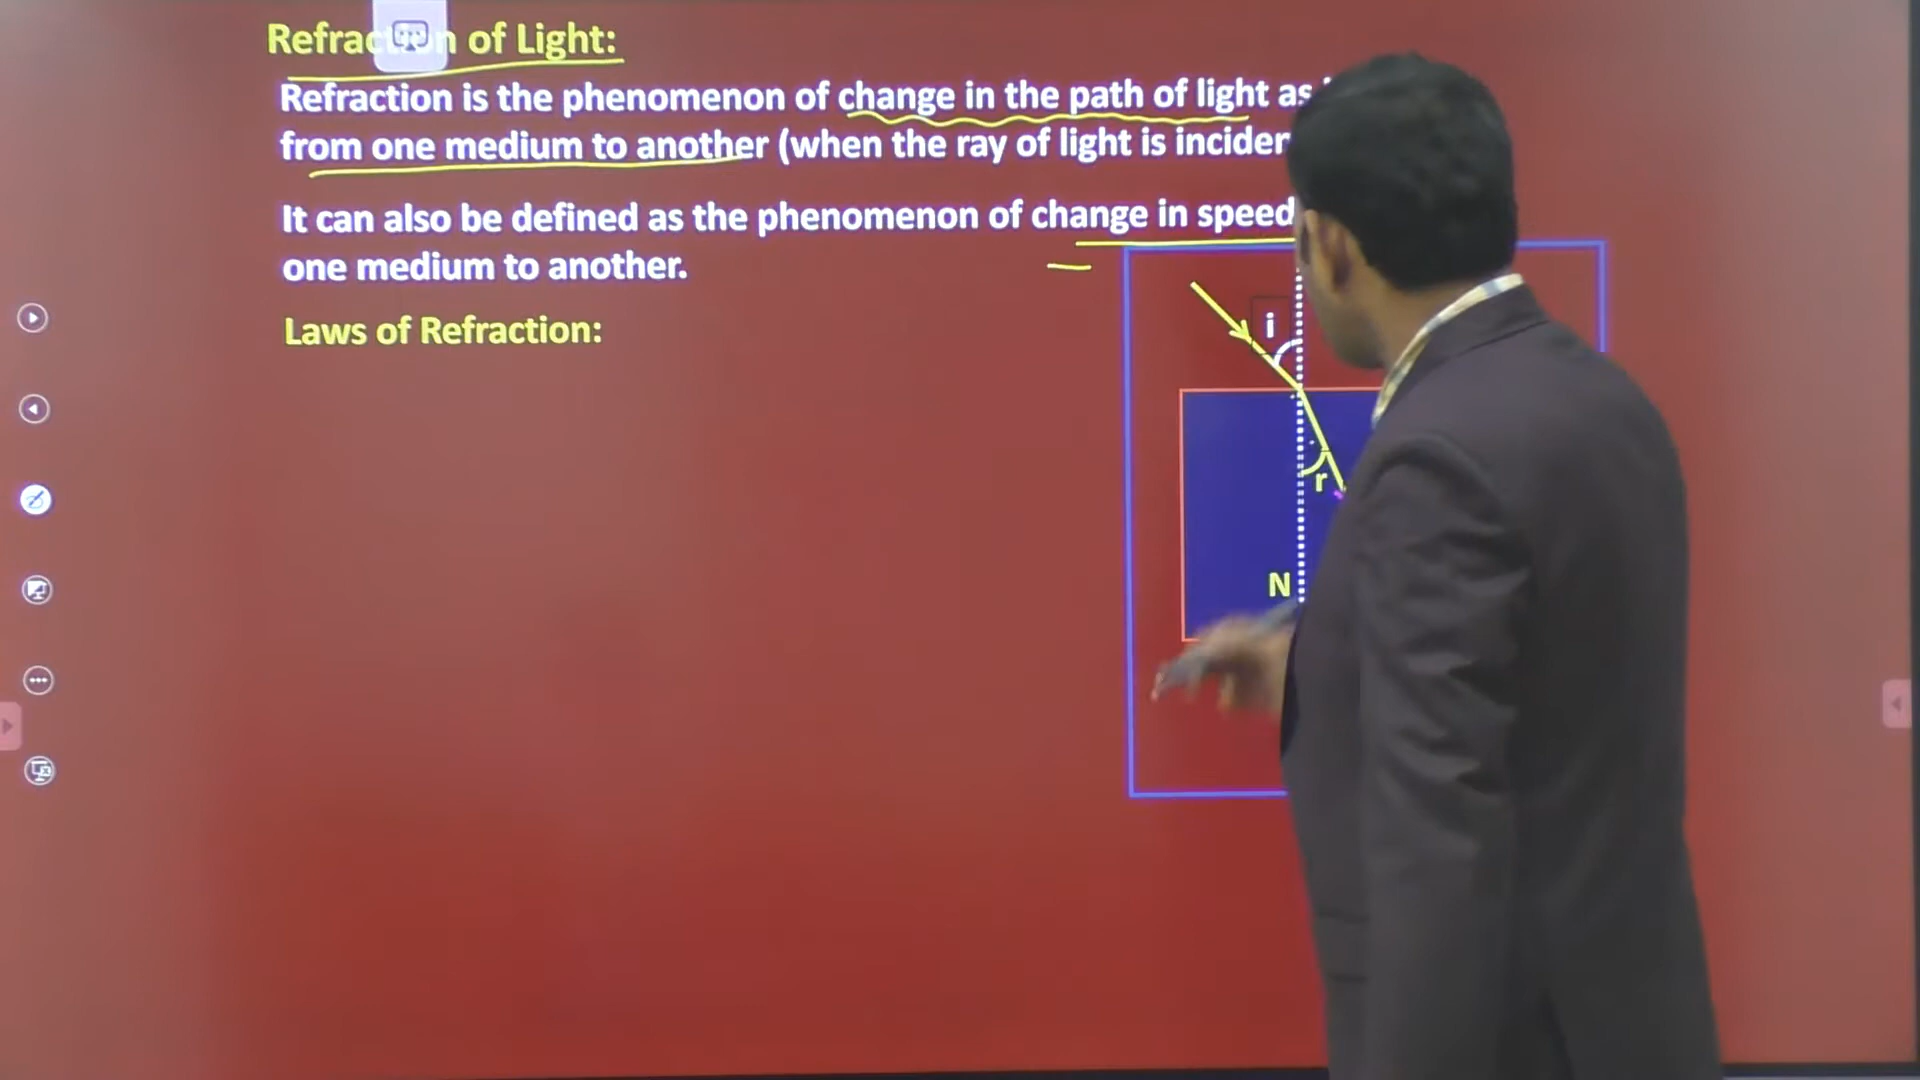 Refraction of Light:
Refraction is the phenomenon of change in the path of light as
from one medium to another (when the ray of light is
It can also be defined as the phenomenon of change in speed
one medium to another.
Laws of Refraction:
i
r
N